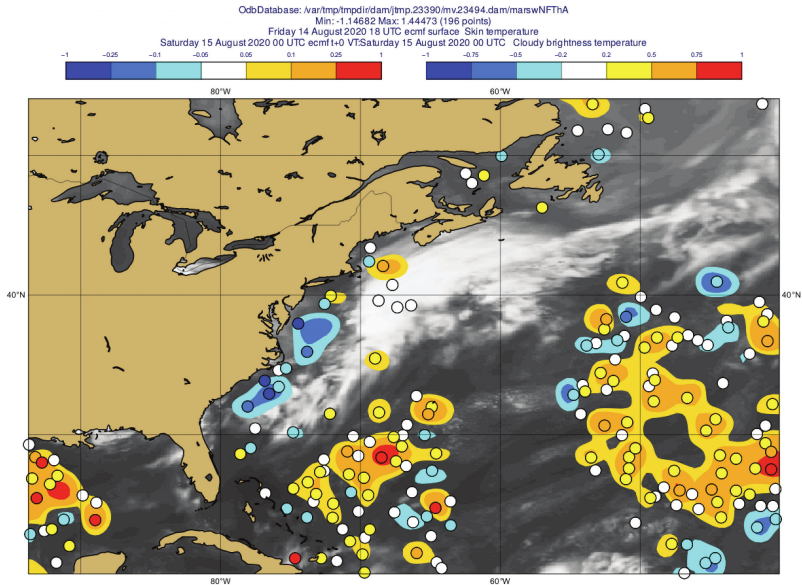 OdbDatabase: /var/tmp/tmpdir/dam/jtmp.23390/mv.23494.dam/marswNFThA
Min: -1.14682 Max: 1.44473 (196 points)
Friday 14 August 2020 18 UTC ecmf surface Skin temperature
Saturday 15 August 2020 00 UTC ecmf t+0 VT:Saturday 15 August 2020 00 UTC Cloudy brightness temperature
-1 -0.25 -0.1 -0.05 0.05 0.1 0.25 1 -1 -0.75 -0.5 -0.2 0.2 0.5 0.75 1
80°W 60°W
40°N 40°N
80°W 60°W